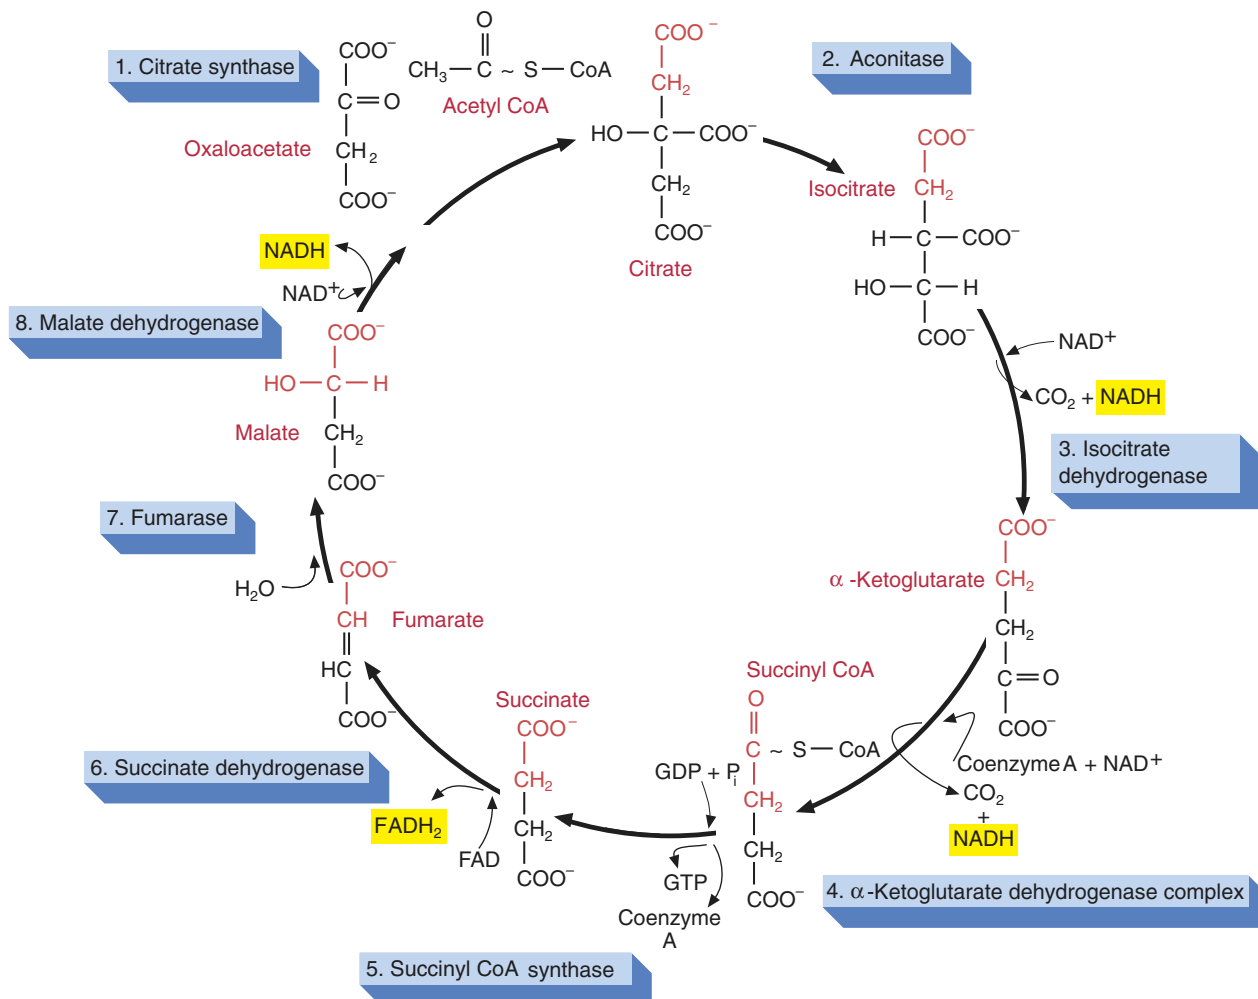 1. Citrate synthase
COO⁻
C=O
CH₂
COO⁻
Oxaloacetate
O
CH₃—C~S—CoA
Acetyl CoA
COO⁻
CH₂
HO—C—COO⁻
CH₂
COO⁻
Citrate
2. Aconitase
COO⁻
Isocitrate
CH₂
H—C—COO⁻
HO—C—H
COO⁻
NAD⁺
CO₂ + NADH
3. Isocitrate
dehydrogenase
COO⁻
α -Ketoglutarate
CH₂
CH₂
C=O
COO⁻
Coenzyme A + NAD⁺
CO₂
+
NADH
4. α-Ketoglutarate dehydrogenase complex
Succinyl CoA
O
C~S—CoA
CH₂
CH₂
COO⁻
GDP + Pᵢ
GTP
Coenzyme
A
5. Succinyl CoA synthase
Succinate
COO⁻
CH₂
CH₂
COO⁻
FAD
FADH₂
6. Succinate dehydrogenase
COO⁻
CH
Fumarate
HC
COO⁻
H₂O
7. Fumarase
COO⁻
HO—C—H
Malate
CH₂
COO⁻
8. Malate dehydrogenase
NAD⁺
NADH